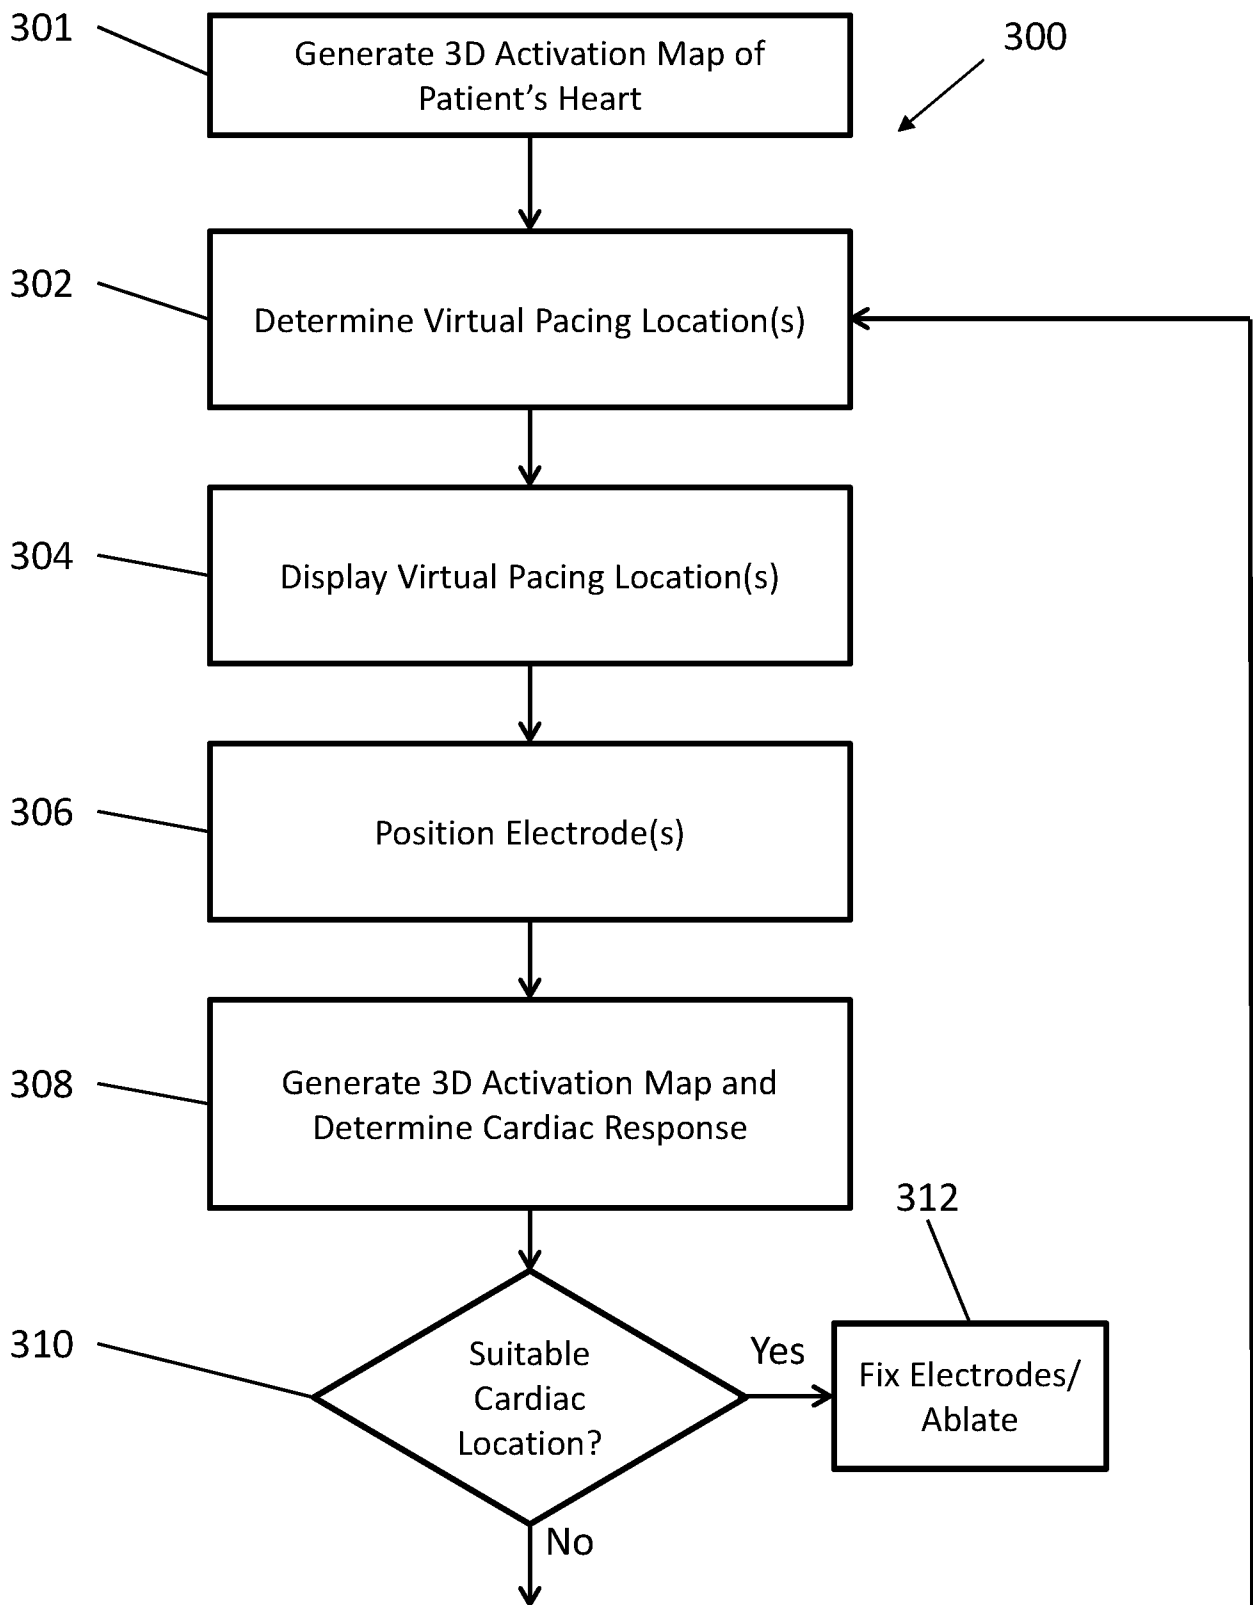 301
Generate 3D Activation Map of
Patient's Heart
300
302
Determine Virtual Pacing Location(s)
304
Display Virtual Pacing Location(s)
306
Position Electrode(s)
308
Generate 3D Activation Map and
Determine Cardiac Response
312
310
Suitable
Cardiac
Location?
Yes
Fix Electrodes/
Ablate
No